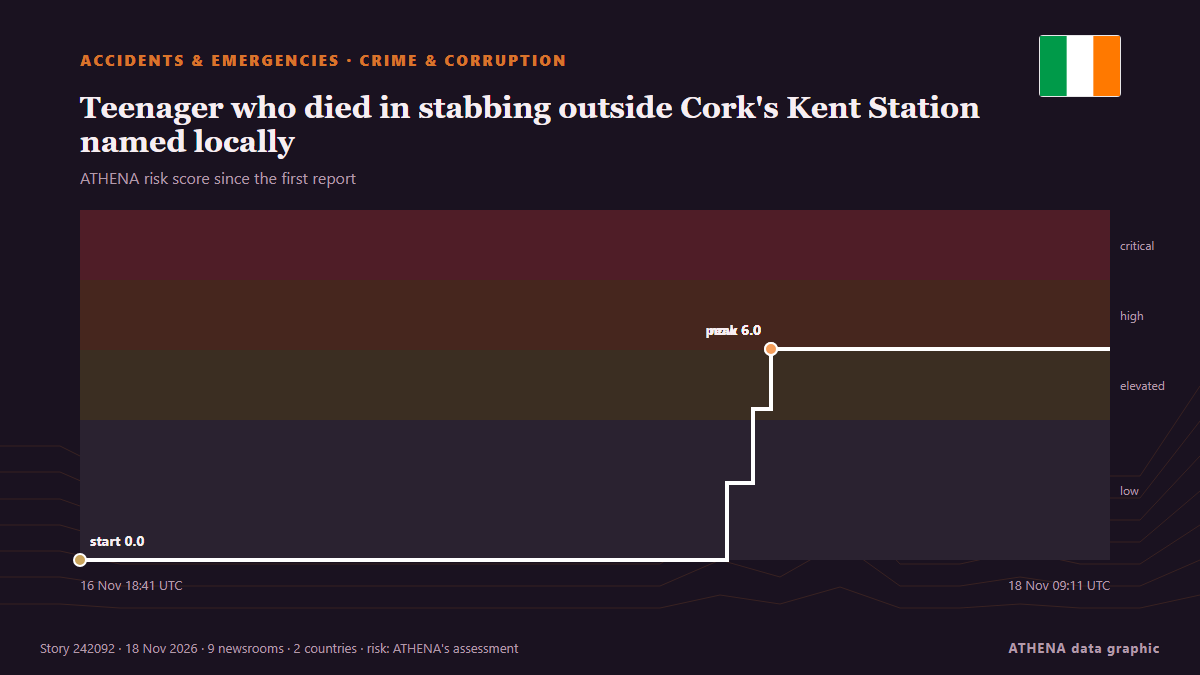 ACCIDENTS & EMERGENCIES · CRIME & CORRUPTION
Teenager who died in stabbing outside Cork's Kent Station
named locally
ATHENA risk score since the first report
critical
high
6.0
elevated
low
start 0.0
16 Nov 18:41 UTC
18 Nov 09:11 UTC
Story 242092 · 18 Nov 2026 · 9 newsrooms · 2 countries · risk: ATHENA's assessment
ATHENA data graphic